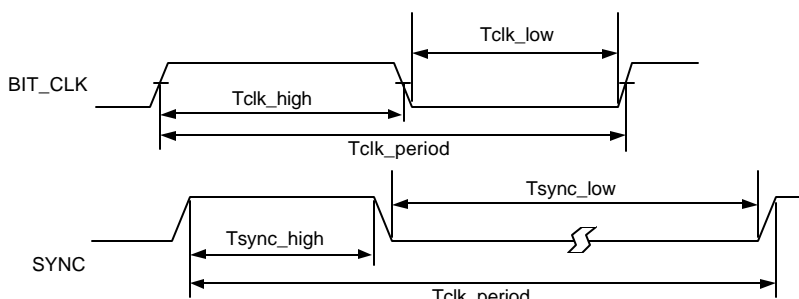 Tclk_low
BIT_CLK
Tclk_high
Tclk_period
Tsync_low
Tsync_high
SYNC
Tclk_period